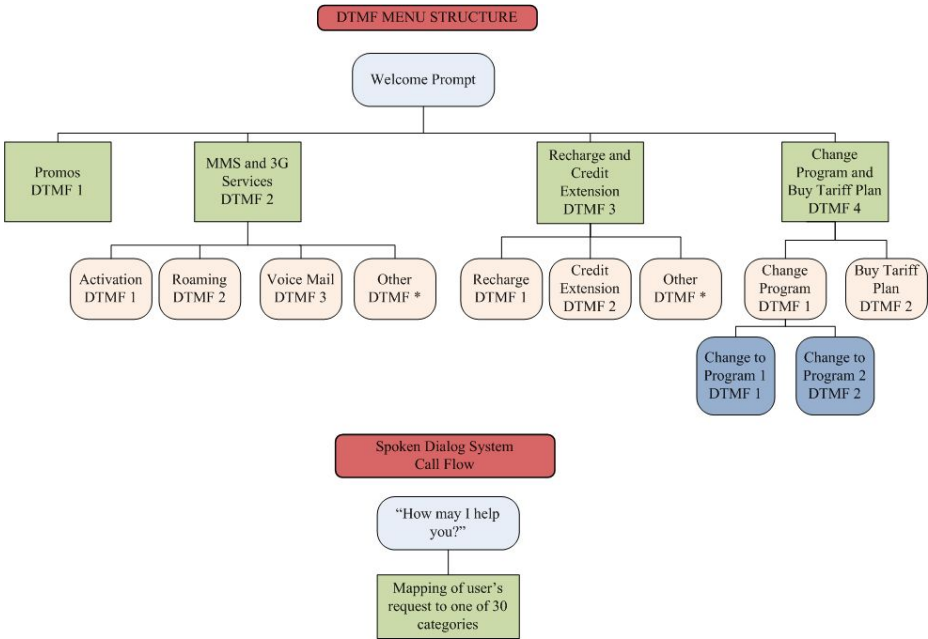 DTMF MENU STRUCTURE
Welcome Prompt
Promos
DTMF 1
MMS and 3G
Services
DTMF 2
Recharge and
Credit
Extension
DTMF 3
Change
Program and
Buy Tariff Plan
DTMF 4
Activation
DTMF 1
Roaming
DTMF 2
Voice Mail
DTMF 3
Other
DTMF *
Recharge
DTMF 1
Credit
Extension
DTMF 2
Other
DTMF *
Change
Program
DTMF 1
Buy Tariff
Plan
DTMF 2
Change to
Program 1
DTMF 1
Change to
Program 2
DTMF 2
Spoken Dialog System
Call Flow
“How may I help
you?”
Mapping of user’s
request to one of 30
categories